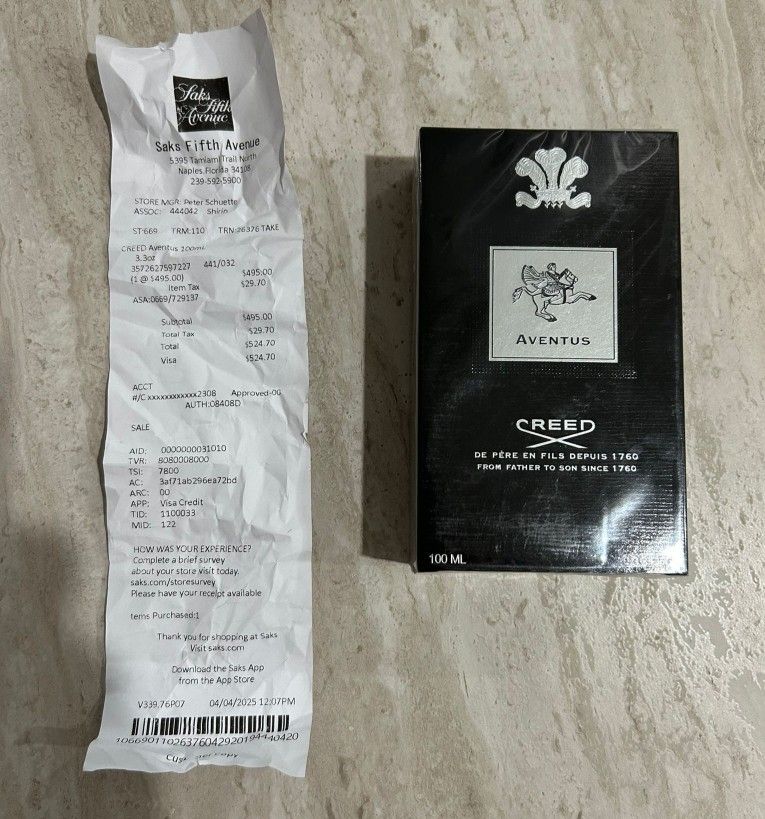 Saks
Fifth
Avenue
Saks Fifth Avenue
5395 Tamiami Trail North
Naples, Florida 34108
239-592-5900
STORE MGR: Peter Schuette
ASSOC: 444042 Shirin
ST:669 TRM:110 TRN:26376 TAKE
CREED Aventus 100mL
3.3oz
3572627597227 441/032
(1 @ $495.00) $495.00
Item Tax $29.70
ASA:0669/729137
Subtotal $495.00
Total Tax $29.70
Total $524.70
Visa $524.70
ACCT
#/C xxxxxxxxxxxx2308 Approved-00
AUTH:08408D
SALE
AID: 0000000031010
TVR: 8080008000
TSI: 7800
AC: 3af71ab296ea72bd
ARC: 00
APP: Visa Credit
TID: 1100033
MID: 122
HOW WAS YOUR EXPERIENCE?
Complete a brief survey
about your store visit today.
saks.com/storesurvey
Please have your receipt available
tems Purchased:1
Thank you for shopping at Saks
Visit saks.com
Download the Saks App
from the App Store
V339.76P07 04/04/2025 12:07PM
copy
AVENTUS
CREED
DE PÈRE EN FILS DEPUIS 1760
FROM FATHER TO SON SINCE 1760
100 ML